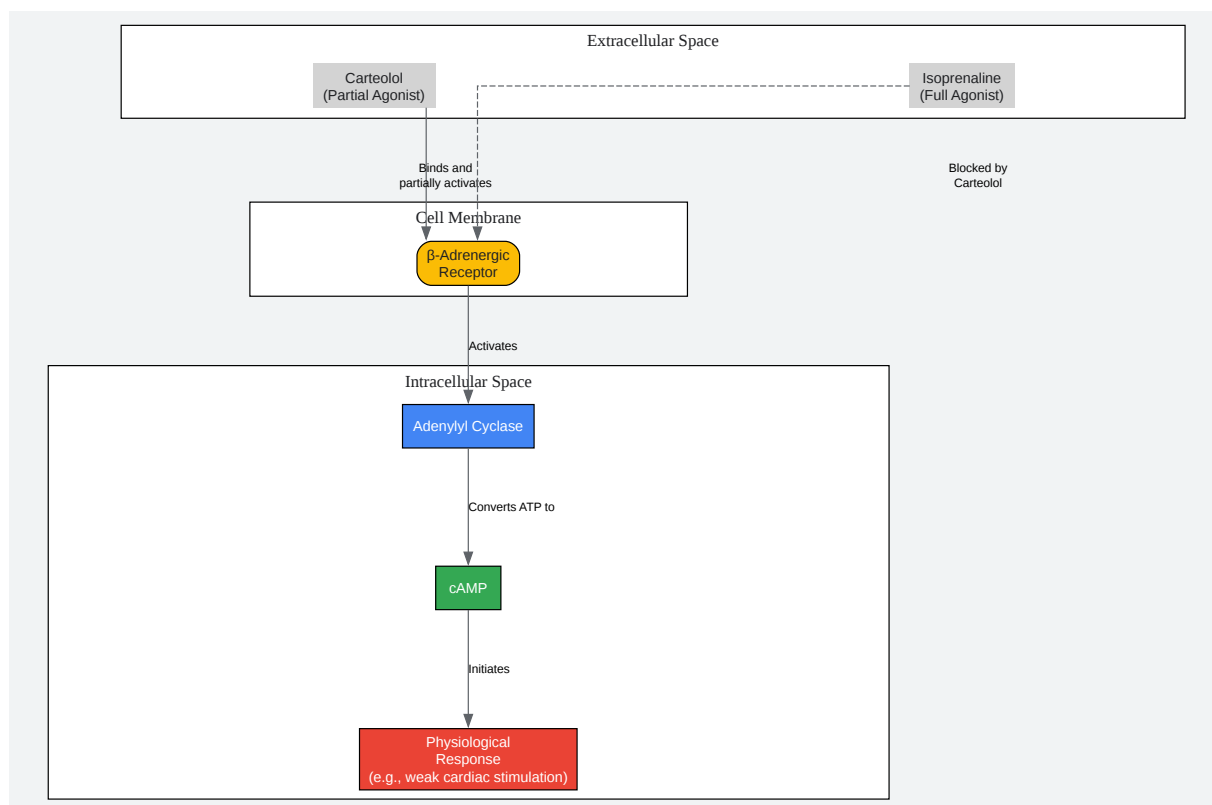 Extracellular Space
Carteolol
(Partial Agonist)
Isoprenaline
(Full Agonist)
Binds and
partially activates
Blocked by
Carteolol
Cell Membrane
β-Adrenergic
Receptor
Activates
Intracellular Space
Adenylyl Cyclase
Converts ATP to
cAMP
Initiates
Physiological
Response
(e.g., weak cardiac stimulation)